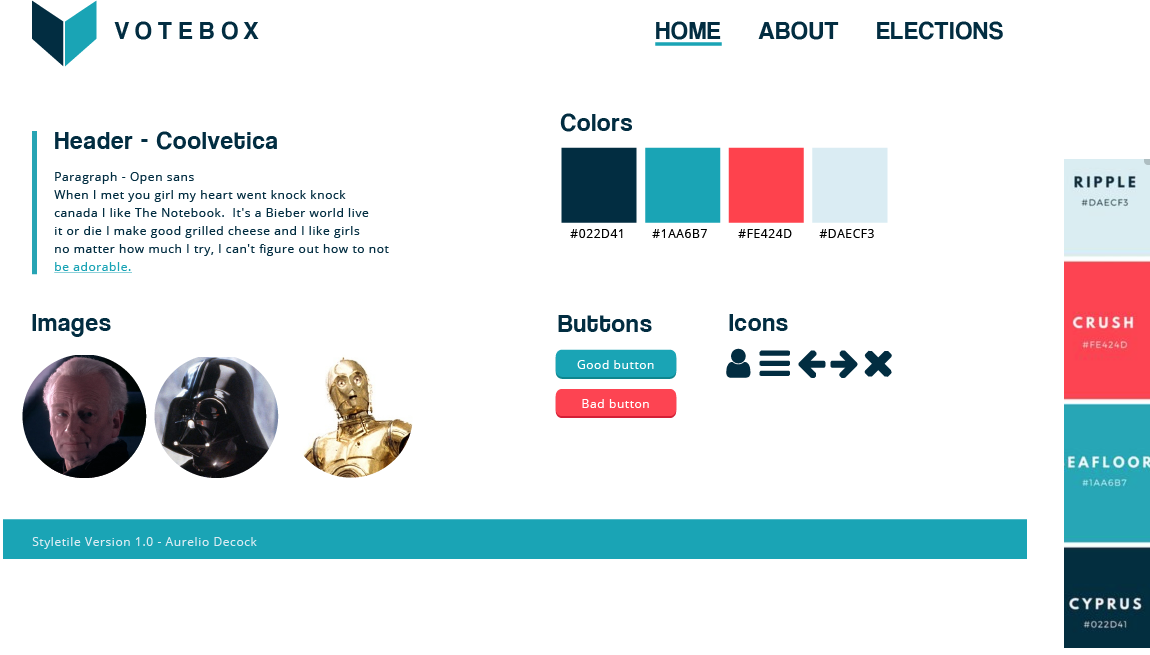 VOTEBOX
HOME ABOUT ELECTIONS
Header - Coolvetica
Paragraph - Open sans
When I met you girl my heart went knock knock
canada I like The Notebook. It's a Bieber world live
it or die I make good grilled cheese and I like girls
no matter how much I try, I can't figure out how to not
be adorable.
Colors
#022D41 #1AA6B7 #FE424D #DAECF3
Images
Buttons
Good button
Bad button
Icons
Styletile Version 1.0 - Aurelio Decock
RIPPLE
#DAECF3
CRUSH
#FE424D
EAFLOOR
#1AA6B7
CYPRUS
#022D41